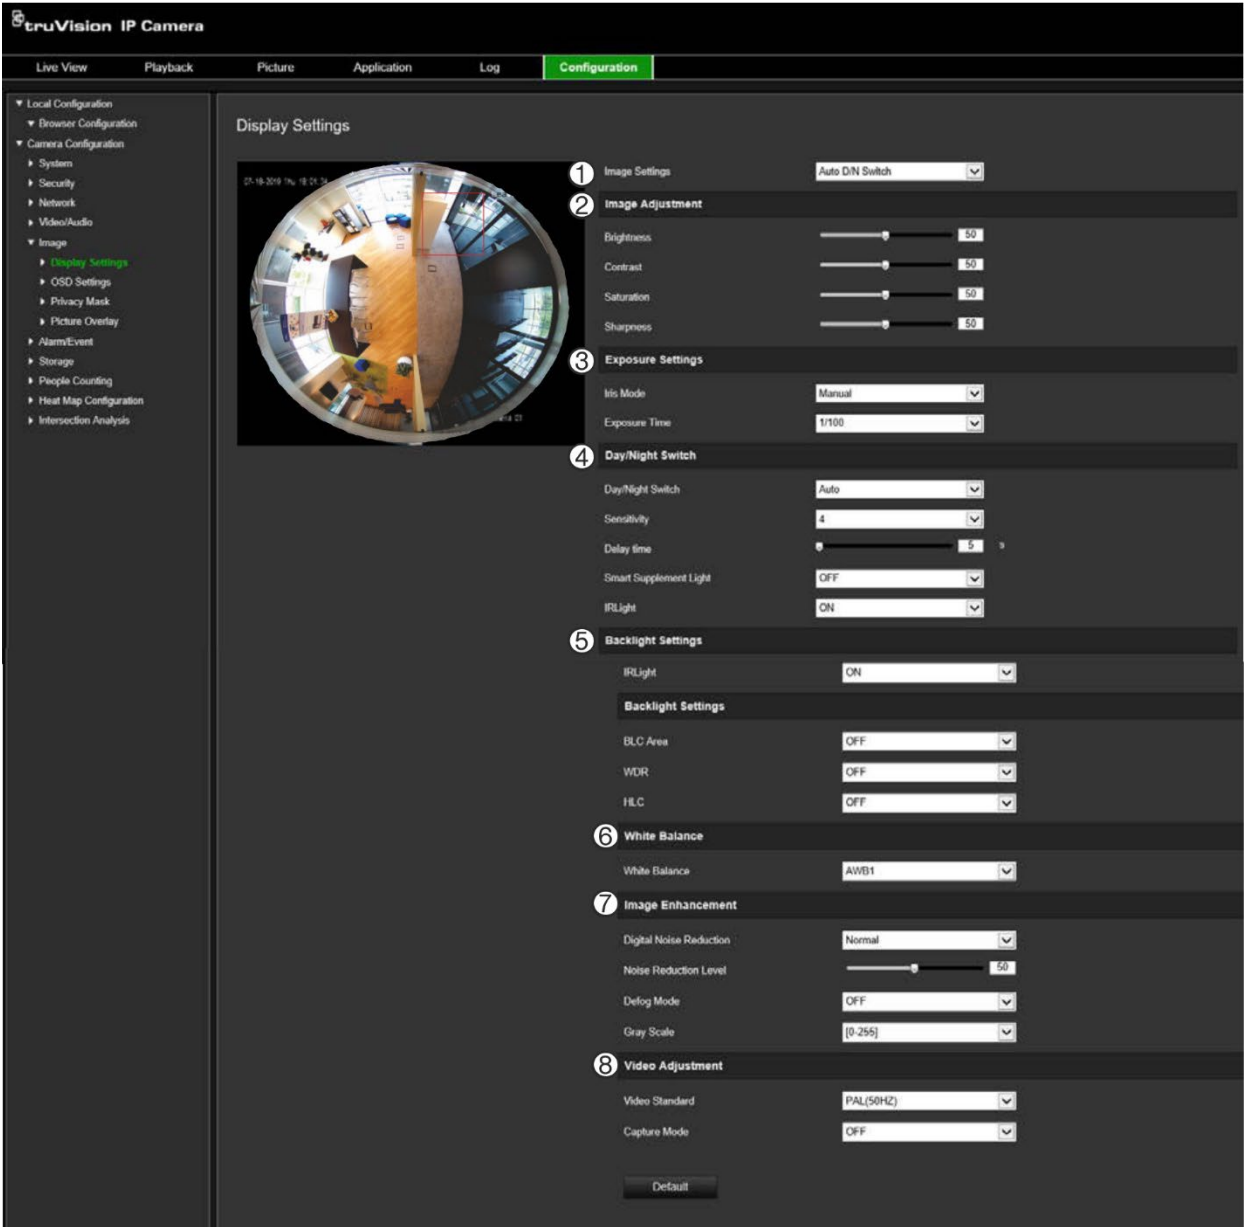 truVision IP Camera
Live View Playback Picture Application Log Configuration
Local Configuration
Browser Configuration
Camera Configuration
System
Security
Network
Video/Audio
Image
Display Settings
OSD Settings
Privacy Mask
Picture Overlay
Alarm/Event
Storage
People Counting
Heat Map Configuration
Intersection Analysis
Display Settings
07-18-2019 Thu 18:01:24
1 Image Settings Auto D/N Switch
2 Image Adjustment
Brightness 50
Contrast 50
Saturation 50
Sharpness 50
3 Exposure Settings
Iris Mode Manual
Exposure Time 1/100
4 Day/Night Switch
Day/Night Switch Auto
Sensitivity 4
Delay time 5 s
Smart Supplement Light OFF
IRLight ON
5 Backlight Settings
IRLight ON
Backlight Settings
BLC Area OFF
WDR OFF
HLC OFF
6 White Balance
White Balance AWB1
7 Image Enhancement
Digital Noise Reduction Normal
Noise Reduction Level 50
Defog Mode OFF
Gray Scale [0-255]
8 Video Adjustment
Video Standard PAL(50HZ)
Capture Mode OFF
Default